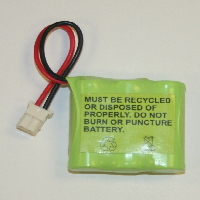 MUST BE RECYCLED
OR DISPOSED OF
PROPERLY. DO NOT
BURN OR PUNCTURE
BATTERY.